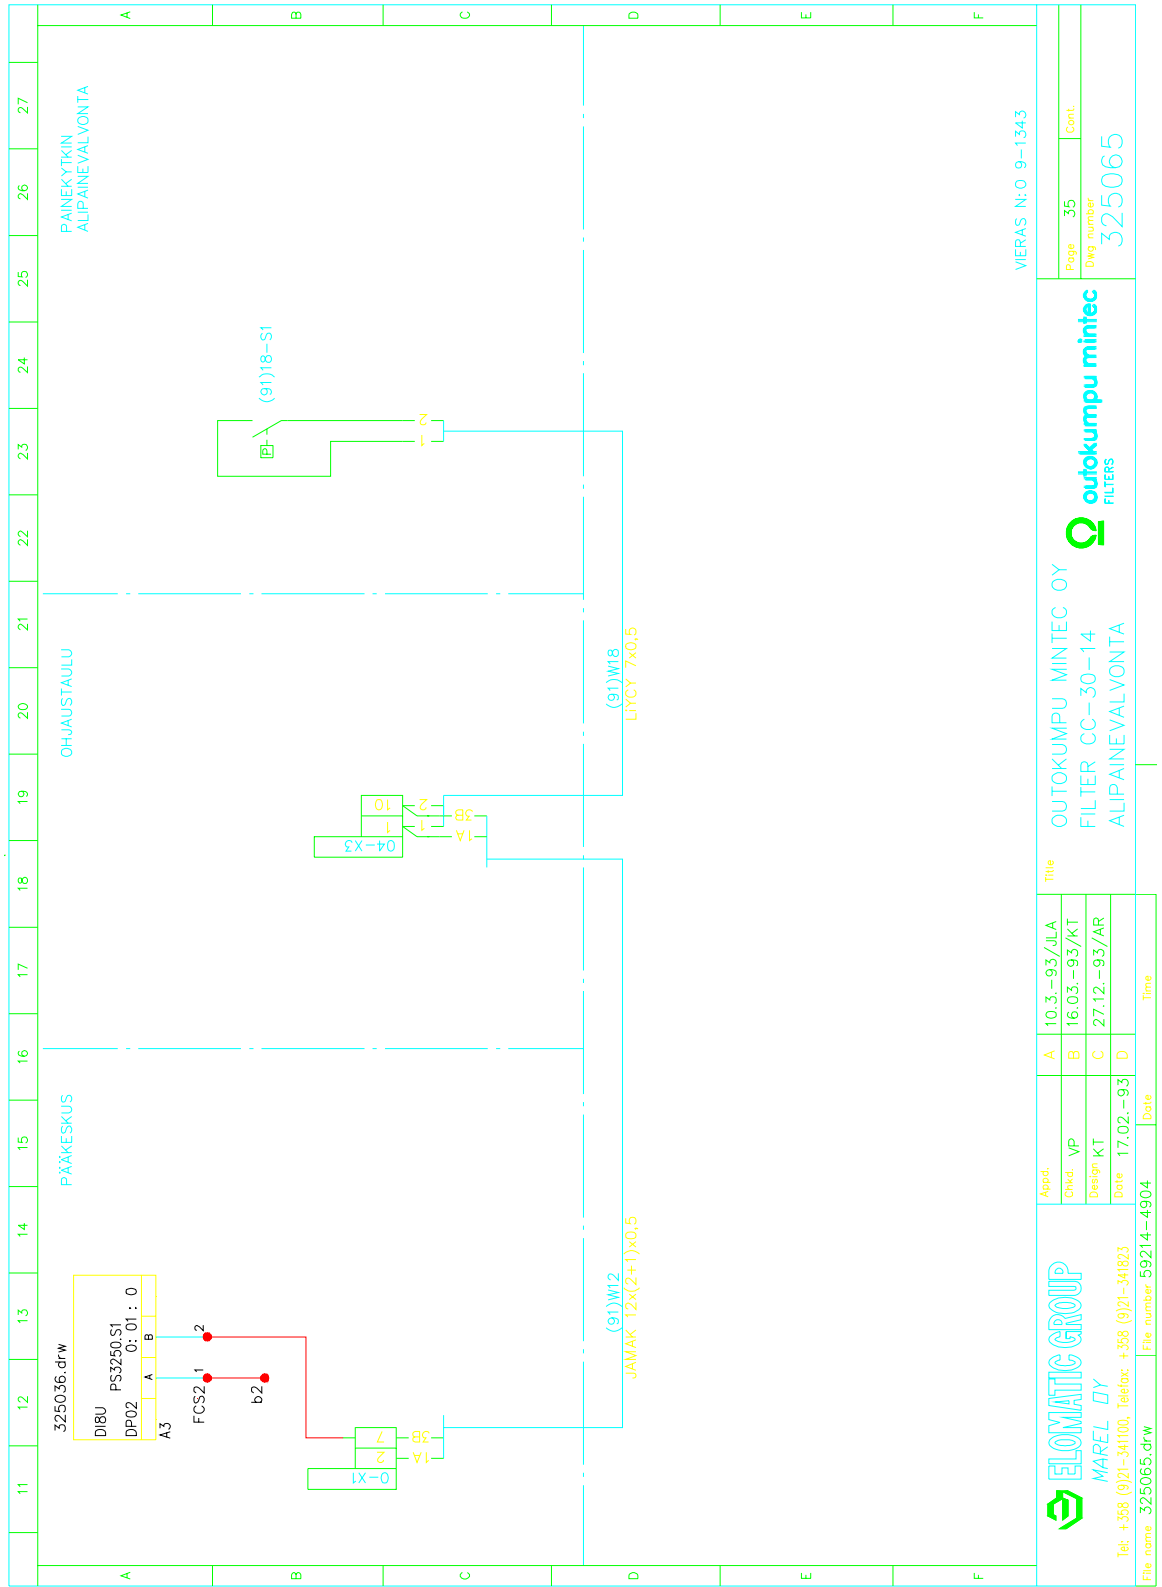 11 12 13 14 15 16 17 18 19 20 21 22 23 24 25 26 27
A
B
C
D
E
F
PÄÄKESKUS
OHJAUSTAULU
PAINEKYTKIN
ALIPAINEVALVONTA
325036.drw
DI8U
PS3250.S1
DP02
0: 01 : 0
A B
A3
FCS2 1 2
b2
0-X1
2 7
1A 3B
(91)W12
JAMAK 12x(2+1)x0,5
04-X3
1 10
1 2
1A 3B
(91)W18
LIYCY 7x0,5
P
(91)18-S1
1 2
A
B
C
D
E
F
VIERAS N:O 9-1343
ELOMATIC GROUP
MAREL OY
Tel: +358 (9)21-341100, Telefax: +358 (9)21-341823
Appd.
Chkd. VP
Design KT
Date 17.02.-93
A 10.3.-93/JLA
B 16.03.-93/KT
C 27.12.-93/AR
D
Title
OUTOKUMPU MINTEC OY
FILTER CC-30-14
ALIPAINEVALVONTA
outokumpu mintec
FILTERS
Page 35 Cont.
Dwg number
325065
File name 325065.drw File number 59214-4904 Date Time